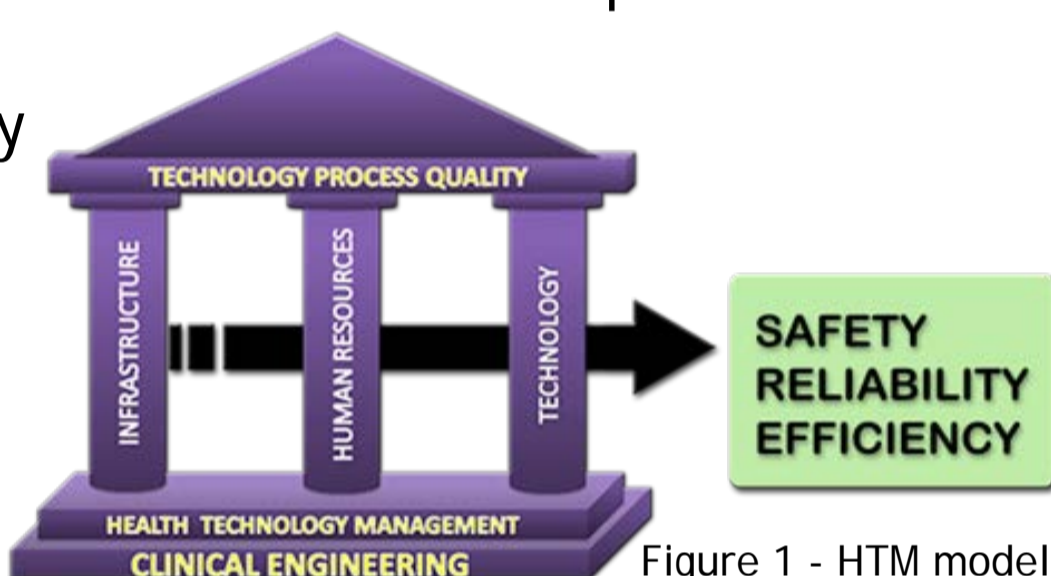 y
TECHNOLOGY PROCESS QUALITY
INFRASTRUCTURE
HUMAN RESOURCES
TECHNOLOGY
SAFETY
RELIABILITY
EFFICIENCY
HEALTH TECHNOLOGY MANAGEMENT
CLINICAL ENGINEERING
Figure 1 - HTM model